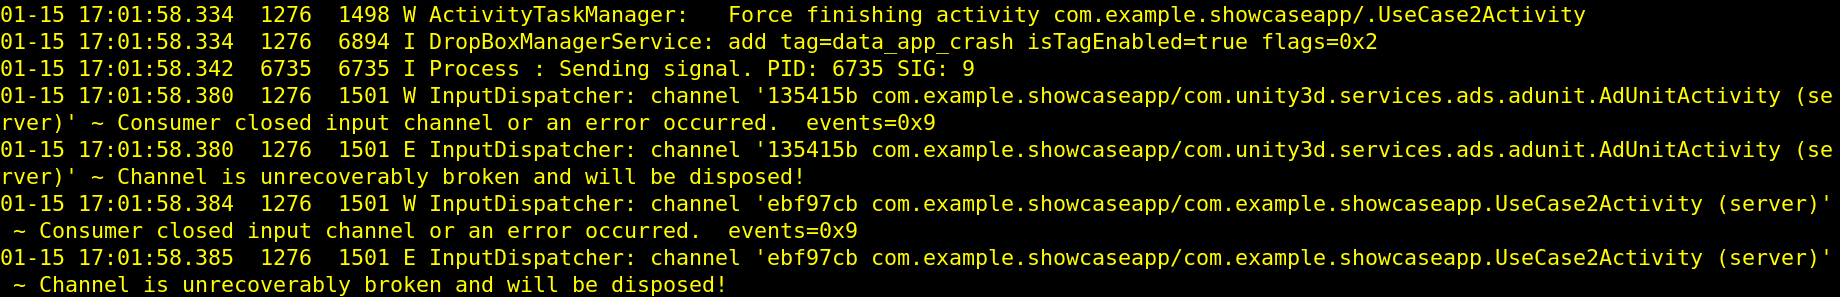 01-15 17:01:58.334  1276  1498 W ActivityTaskManager:   Force finishing activity com.example.showcaseapp/.UseCase2Activity
01-15 17:01:58.334  1276  6894 I DropBoxManagerService: add tag=data_app_crash isTagEnabled=true flags=0x2
01-15 17:01:58.342  6735  6735 I Process : Sending signal. PID: 6735 SIG: 9
01-15 17:01:58.380  1276  1501 W InputDispatcher: channel '135415b com.example.showcaseapp/com.unity3d.services.ads.adunit.AdUnitActivity (se
rver)' ~ Consumer closed input channel or an error occurred.  events=0x9
01-15 17:01:58.380  1276  1501 E InputDispatcher: channel '135415b com.example.showcaseapp/com.unity3d.services.ads.adunit.AdUnitActivity (se
rver)' ~ Channel is unrecoverably broken and will be disposed!
01-15 17:01:58.384  1276  1501 W InputDispatcher: channel 'ebf97cb com.example.showcaseapp/com.example.showcaseapp.UseCase2Activity (server)'
 ~ Consumer closed input channel or an error occurred.  events=0x9
01-15 17:01:58.385  1276  1501 E InputDispatcher: channel 'ebf97cb com.example.showcaseapp/com.example.showcaseapp.UseCase2Activity (server)'
 ~ Channel is unrecoverably broken and will be disposed!